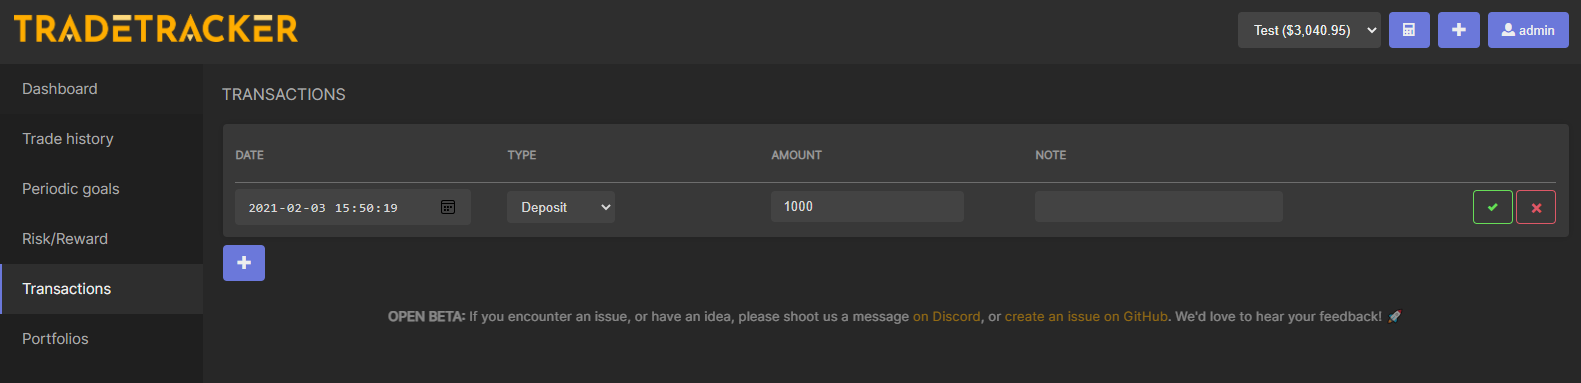 TRADETRACKER
Test ($3,040.95)
admin
Dashboard
Trade history
Periodic goals
Risk/Reward
Transactions
Portfolios
TRANSACTIONS
DATE TYPE AMOUNT NOTE
2021-02-03 15:50:19 Deposit 1000
OPEN BETA: If you encounter an issue, or have an idea, please shoot us a message on Discord, or create an issue on GitHub. We'd love to hear your feedback! 🚀